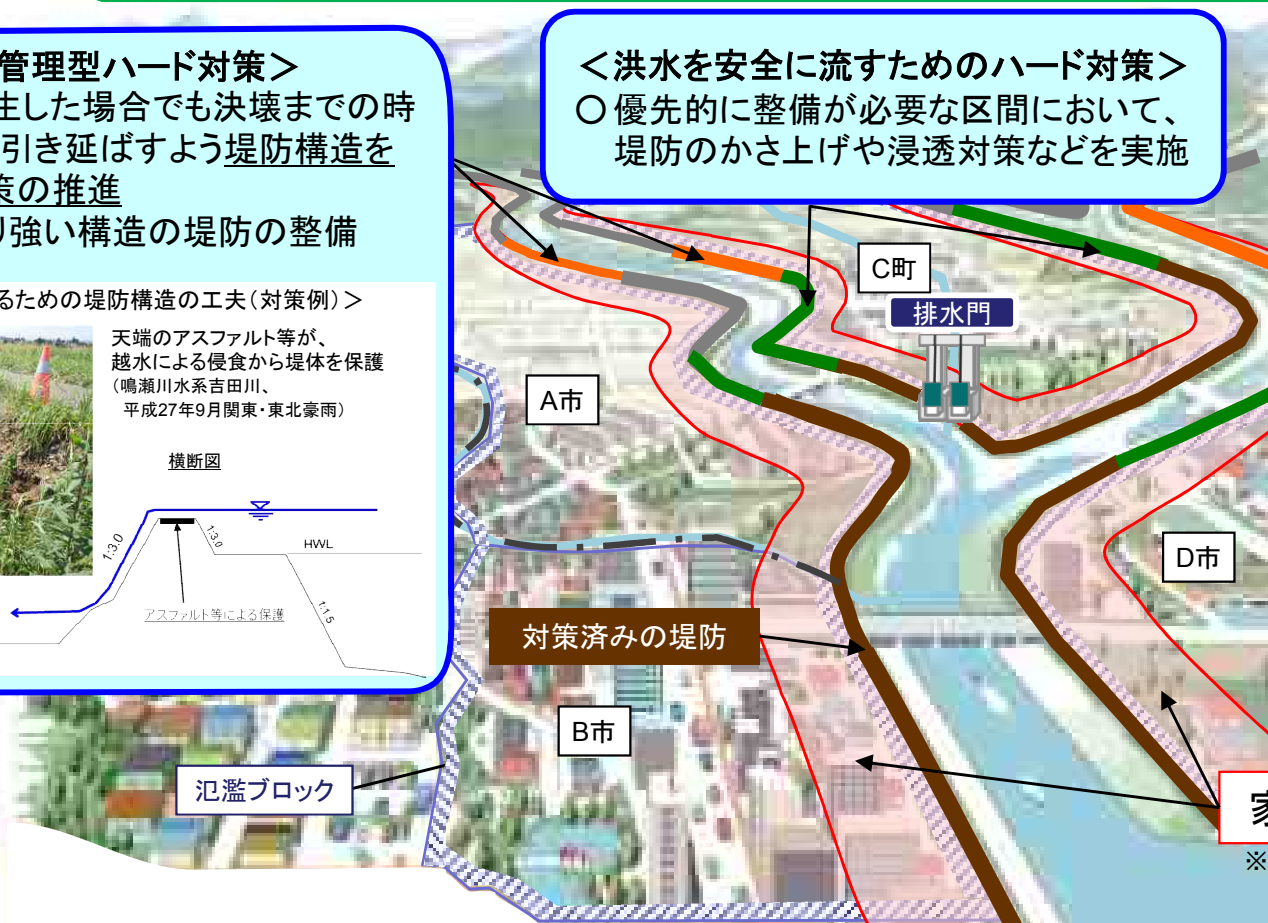 管理型ハード対策＞
生した場合でも決壊までの時
引き延ばすよう堤防構造を
策の推進
り強い構造の堤防の整備
るための堤防構造の工夫（対策例）＞
天端のアスファルト等が、
越水による侵食から堤体を保護
（鳴瀬川水系吉田川、
平成27年9月関東・東北豪雨）
横断図
1:3.0
1:3.0
HWL
1:1.5
アスファルト等による保護
＜洪水を安全に流すためのハード対策＞
○優先的に整備が必要な区間において、
堤防のかさ上げや浸透対策などを実施
C町
排水門
A市
D市
対策済みの堤防
B市
氾濫ブロック
家
※